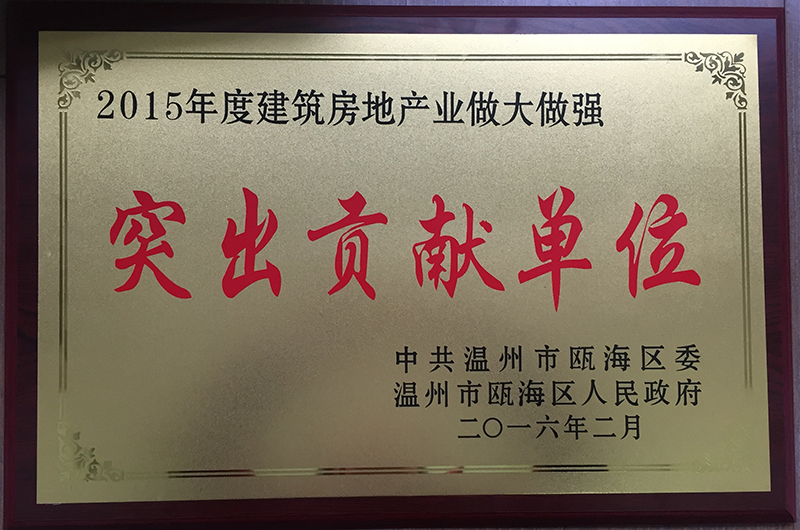 2015年度建筑房地产业做大做强
突出贡献单位
中共温州市瓯海区委
温州市瓯海区人民政府
二〇一六年二月